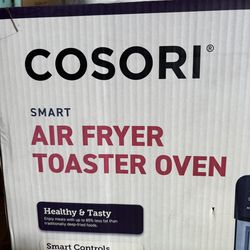 COSORI®
SMART
AIR FRYER
TOASTER OVEN
Healthy & Tasty
Enjoy meals with up to 85% less fat than
traditionally deep-fried foods.
Smart Controls